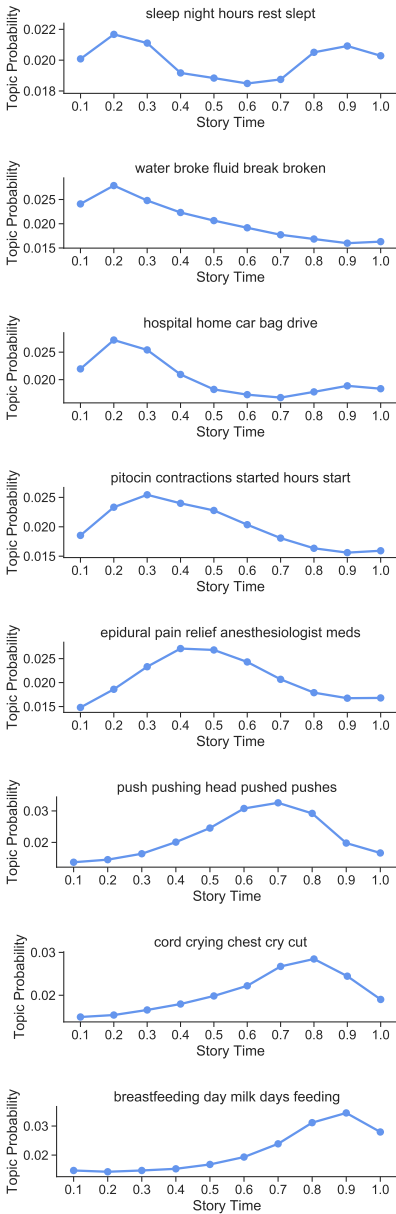 sleep night hours rest slept
Topic Probability
0.022
0.020
0.018
0.1 0.2 0.3 0.4 0.5 0.6 0.7 0.8 0.9 1.0
Story Time
water broke fluid break broken
Topic Probability
0.025
0.020
0.015
0.1 0.2 0.3 0.4 0.5 0.6 0.7 0.8 0.9 1.0
Story Time
hospital home car bag drive
Topic Probability
0.025
0.020
0.1 0.2 0.3 0.4 0.5 0.6 0.7 0.8 0.9 1.0
Story Time
pitocin contractions started hours start
Topic Probability
0.025
0.020
0.015
0.1 0.2 0.3 0.4 0.5 0.6 0.7 0.8 0.9 1.0
Story Time
epidural pain relief anesthesiologist meds
Topic Probability
0.025
0.020
0.015
0.1 0.2 0.3 0.4 0.5 0.6 0.7 0.8 0.9 1.0
Story Time
push pushing head pushed pushes
Topic Probability
0.03
0.02
0.1 0.2 0.3 0.4 0.5 0.6 0.7 0.8 0.9 1.0
Story Time
cord crying chest cry cut
Topic Probability
0.03
0.02
0.1 0.2 0.3 0.4 0.5 0.6 0.7 0.8 0.9 1.0
Story Time
breastfeeding day milk days feeding
Topic Probability
0.03
0.02
0.1 0.2 0.3 0.4 0.5 0.6 0.7 0.8 0.9 1.0
Story Time